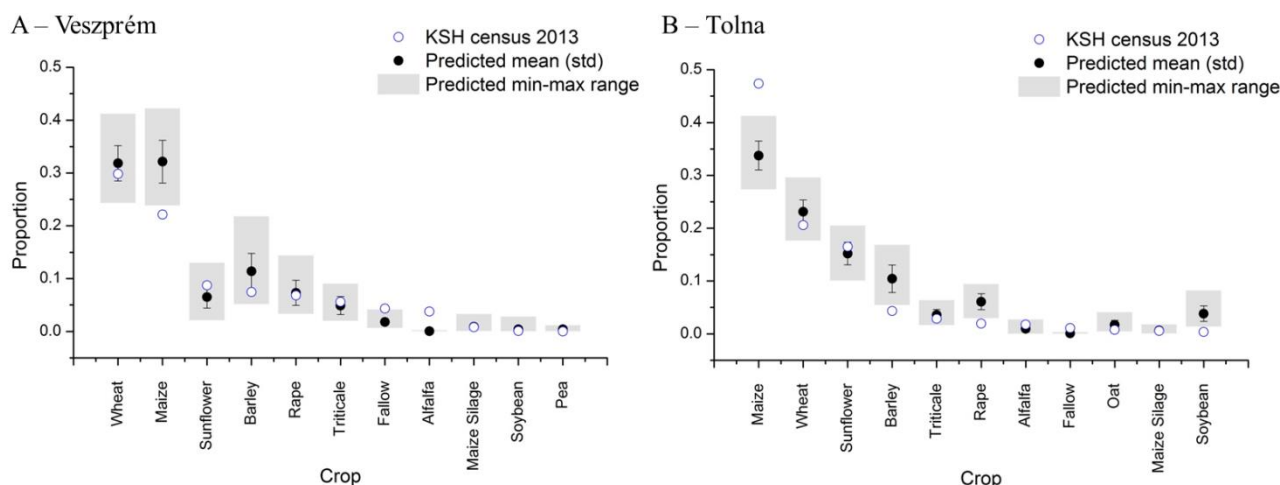 A – Veszprém
KSH census 2013
Predicted mean (std)
Predicted min-max range
Proportion
0.5
0.4
0.3
0.2
0.1
0.0
Wheat
Maize
Sunflower
Barley
Rape
Triticale
Fallow
Alfalfa
Maize Silage
Soybean
Pea
Crop
B – Tolna
KSH census 2013
Predicted mean (std)
Predicted min-max range
Proportion
0.5
0.4
0.3
0.2
0.1
0.0
Maize
Wheat
Sunflower
Barley
Triticale
Rape
Alfalfa
Fallow
Oat
Maize Silage
Soybean
Crop